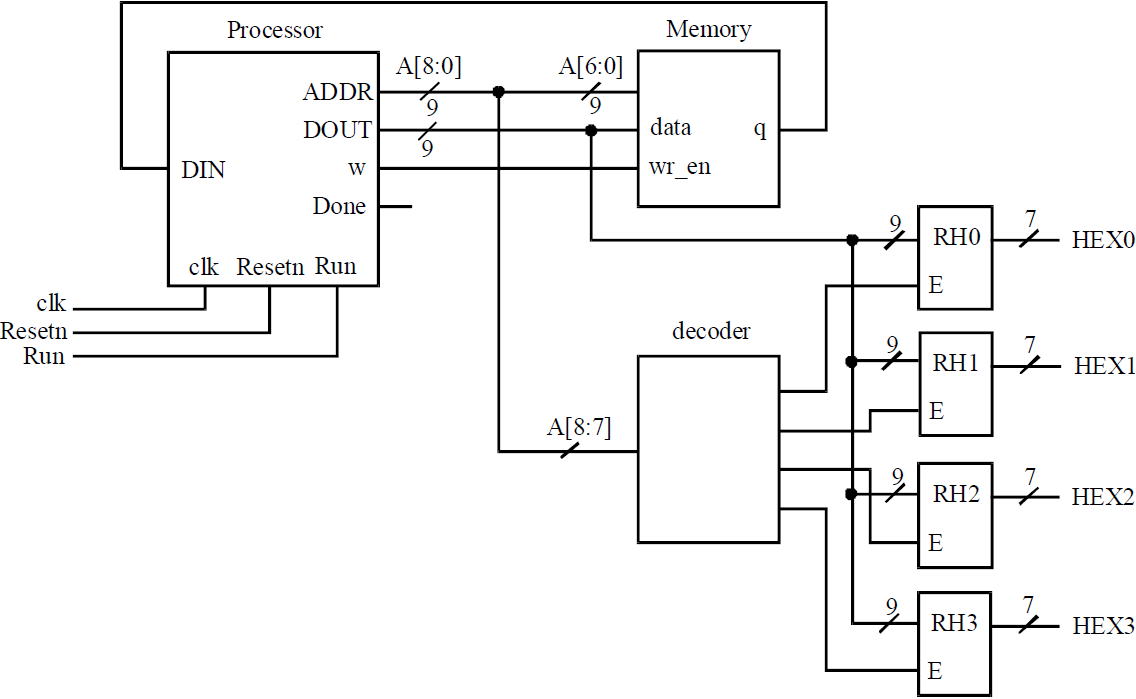 Processor
Memory
A[8:0]
A[6:0]
ADDR
9
9
DOUT
data
q
9
DIN
w
wr_en
Done
9
7
RH0
HEX0
clk
Resetn
Run
E
clk
Resetn
Run
decoder
9
7
RH1
HEX1
E
A[8:7]
9
7
RH2
HEX2
E
9
7
RH3
HEX3
E